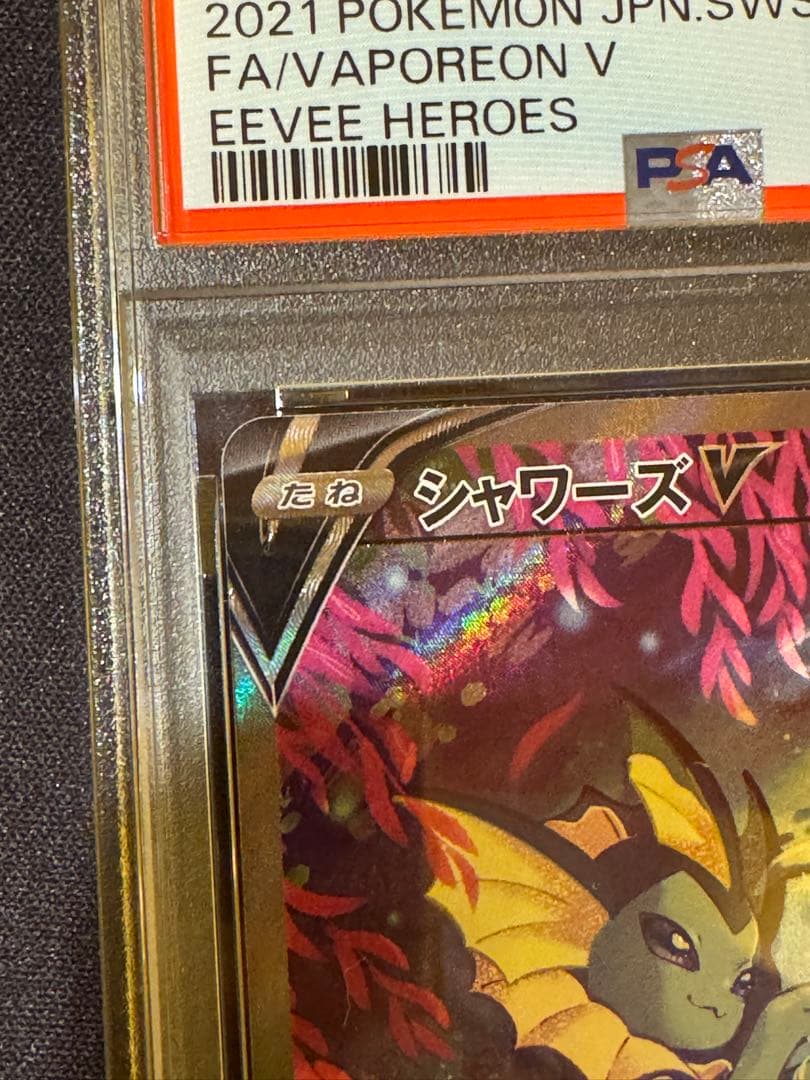 2021 POKEMON JPN.SWS
FA/VAPOREON V
EEVEE HEROES
PSA
たね シャワーズV